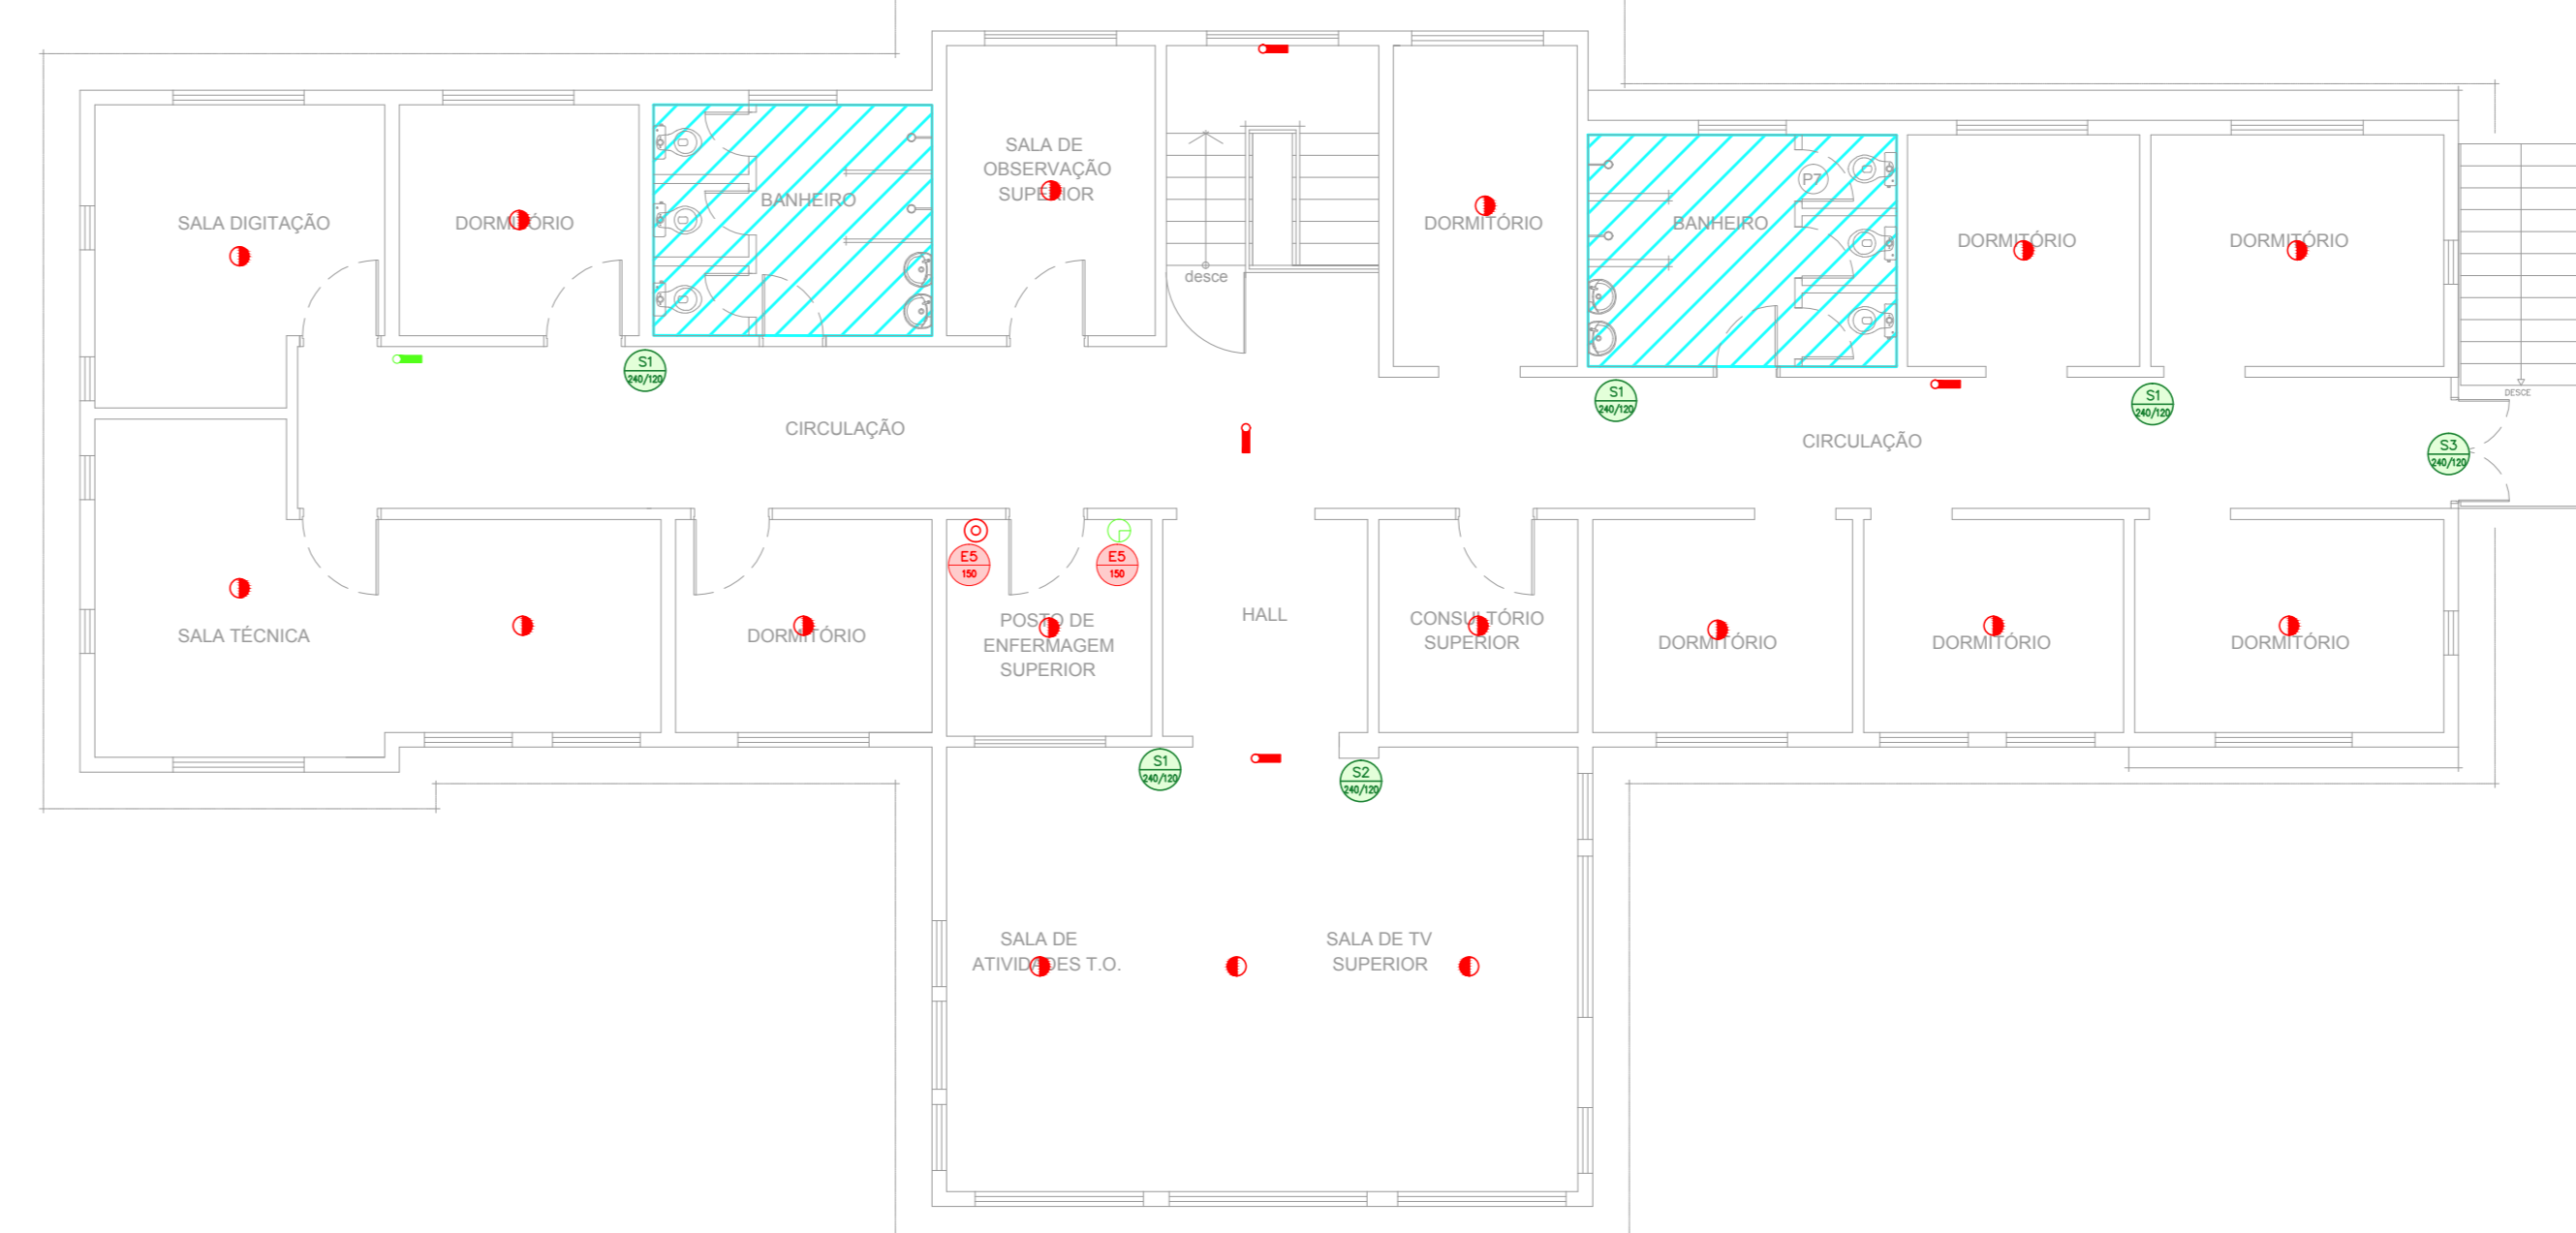 SALA DIGITAÇÃO
DORMITÓRIO
BANHEIRO
SALA DE
OBSERVAÇÃO
SUPERIOR
desce
DORMITÓRIO
BANHEIRO
P7
DORMITÓRIO
DORMITÓRIO
DESCE
S1
240/120
S1
240/120
S1
240/120
S3
240/120
CIRCULAÇÃO
CIRCULAÇÃO
E5
150
E5
150
SALA TÉCNICA
DORMITÓRIO
POSTO DE
ENFERMAGEM
SUPERIOR
HALL
CONSULTÓRIO
SUPERIOR
DORMITÓRIO
DORMITÓRIO
DORMITÓRIO
S1
240/120
S2
240/120
SALA DE
ATIVIDADES T.O.
SALA DE TV
SUPERIOR